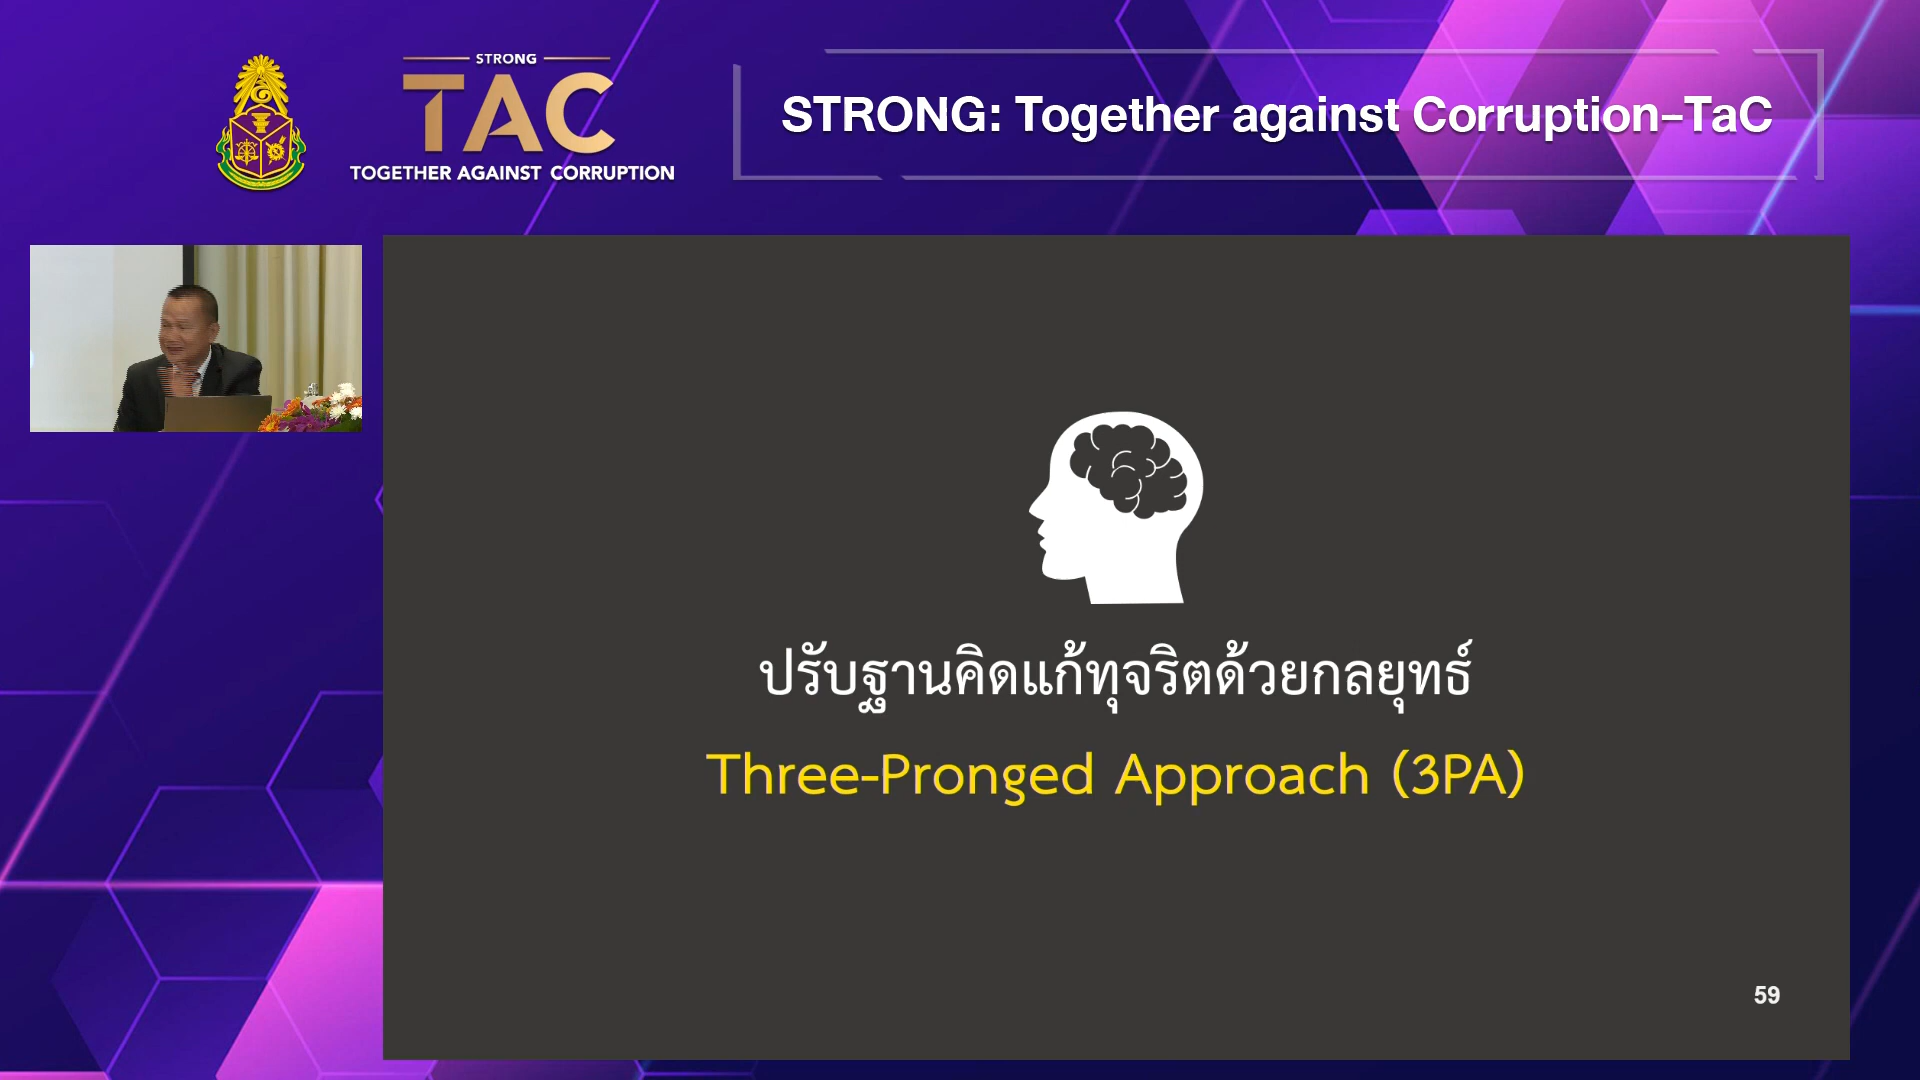 STRONG
TAC
TOGETHER AGAINST CORRUPTION
STRONG: Together against Corruption–TaC
ปรับฐานคิดแก้ทุจริตด้วยกลยุทธ์
Three-Pronged Approach (3PA)
59